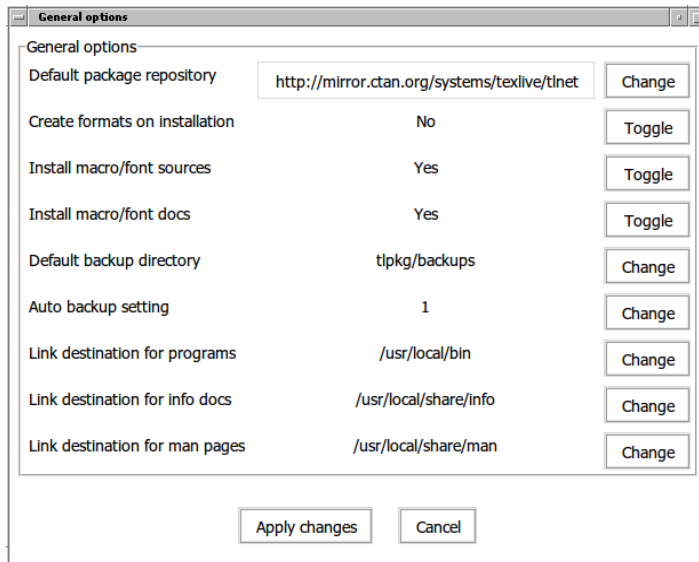 General options
General options
Default package repository http://mirror.ctan.org/systems/texlive/tlnet Change
Create formats on installation No Toggle
Install macro/font sources Yes Toggle
Install macro/font docs Yes Toggle
Default backup directory tlpkg/backups Change
Auto backup setting 1 Change
Link destination for programs /usr/local/bin Change
Link destination for info docs /usr/local/share/info Change
Link destination for man pages /usr/local/share/man Change
Apply changes Cancel